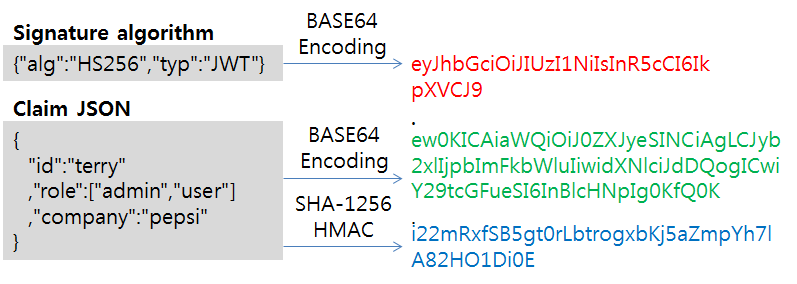 Signature algorithm
{"alg":"HS256","typ":"JWT"}
BASE64
Encoding
eyJhbGciOiJIUzI1NiIsInR5cCI6Ik
pXVCJ9
.
Claim JSON
{
"id":"terry"
,"role":["admin","user"]
,"company":"pepsi"
}
BASE64
Encoding
ew0KICAiaWQiOiJ0ZXJyeSINCiAgLCJyb
2xlIjpbImFkbWluIiwidXNlciJdDQogICwi
Y29tcGFueSI6InBlcHNpIg0KfQ0K
.
SHA-1256
HMAC
i22mRxfSB5gt0rLbtrogxbKj5aZmpYh7l
A82HO1Di0E